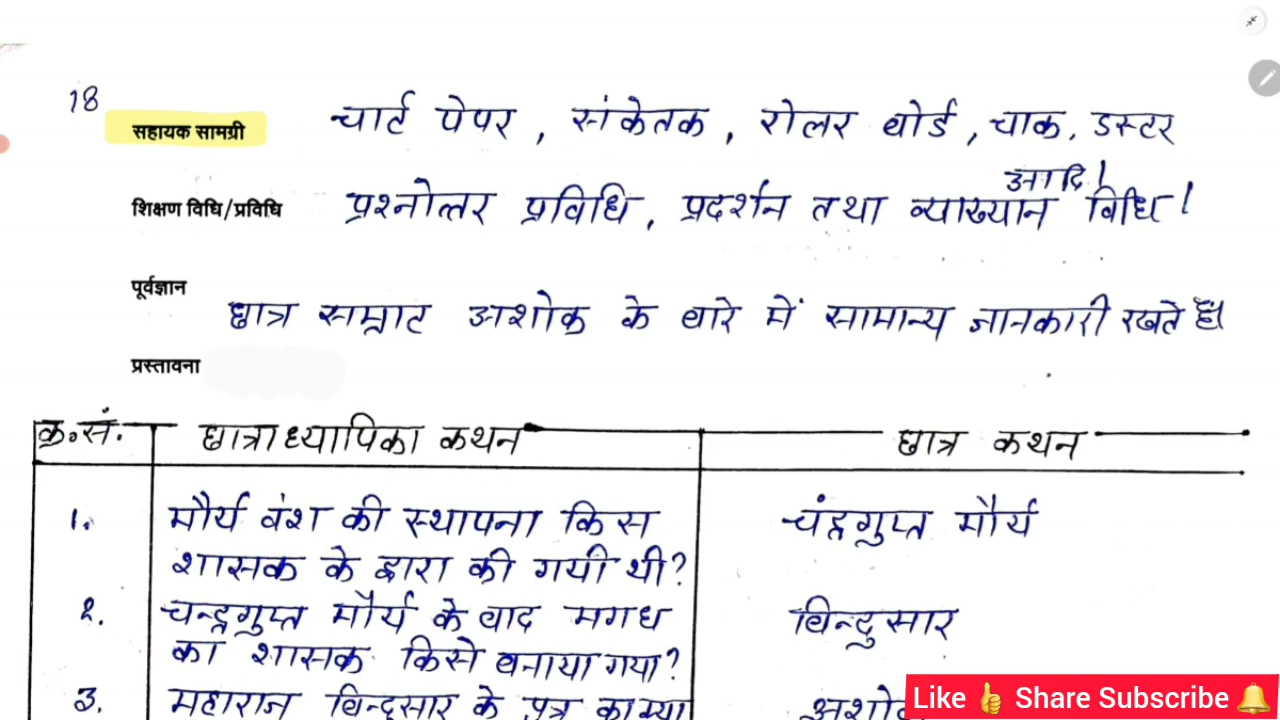 18
सहायक सामग्री चार्ट पेपर, संकेतक, रोलर बोर्ड, चाक, डस्टर
आदि।
शिक्षण विधि/प्रविधि प्रश्नोत्तर प्रविधि, प्रदर्शन तथा व्याख्यान विधि।
पूर्वज्ञान
छात्र सम्राट अशोक के बारे में सामान्य जानकारी रखते हैं।
प्रस्तावना
क्र.सं. छात्राध्यापिका कथन छात्र कथन
1. मौर्य वंश की स्थापना किस चंद्रगुप्त मौर्य
शासक के द्वारा की गयी थी?
2. चन्द्रगुप्त मौर्य के बाद मगध बिन्दुसार
का शासक किसे बनाया गया?
3. महाराज बिन्दुसार के पुत्र का क्या
Like 👍 Share Subscribe 🔔